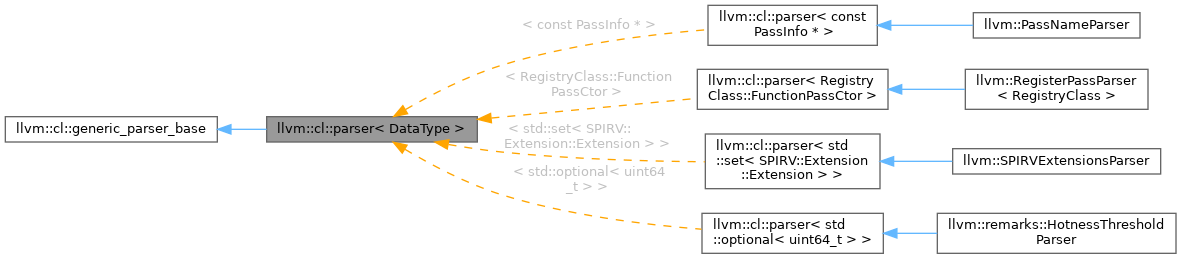 llvm::cl::generic_parser_base
llvm::cl::parser< DataType >
< const PassInfo * >
llvm::cl::parser< const
PassInfo * >
llvm::PassNameParser
< RegistryClass::Function
PassCtor >
llvm::cl::parser< Registry
Class::FunctionPassCtor >
llvm::RegisterPassParser
< RegistryClass >
< std::set< SPIRV::
Extension::Extension > >
llvm::cl::parser< std
::set< SPIRV::Extension
::Extension > >
llvm::SPIRVExtensionsParser
< std::optional< uint64
_t > >
llvm::cl::parser< std
::optional< uint64_t > >
llvm::remarks::HotnessThreshold
Parser